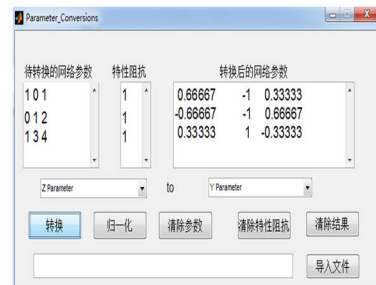 Parameter_Conversions
待转换的网络参数 特性阻抗 转换后的网络参数
1 0 1 1 0.66667 -1 0.33333
0 1 2 1 -0.66667 -1 0.66667
1 3 4 1 0.33333 1 -0.33333
Z Parameter to Y Parameter
转换 归一化 清除参数 清除特性阻抗 清除结果
导入文件